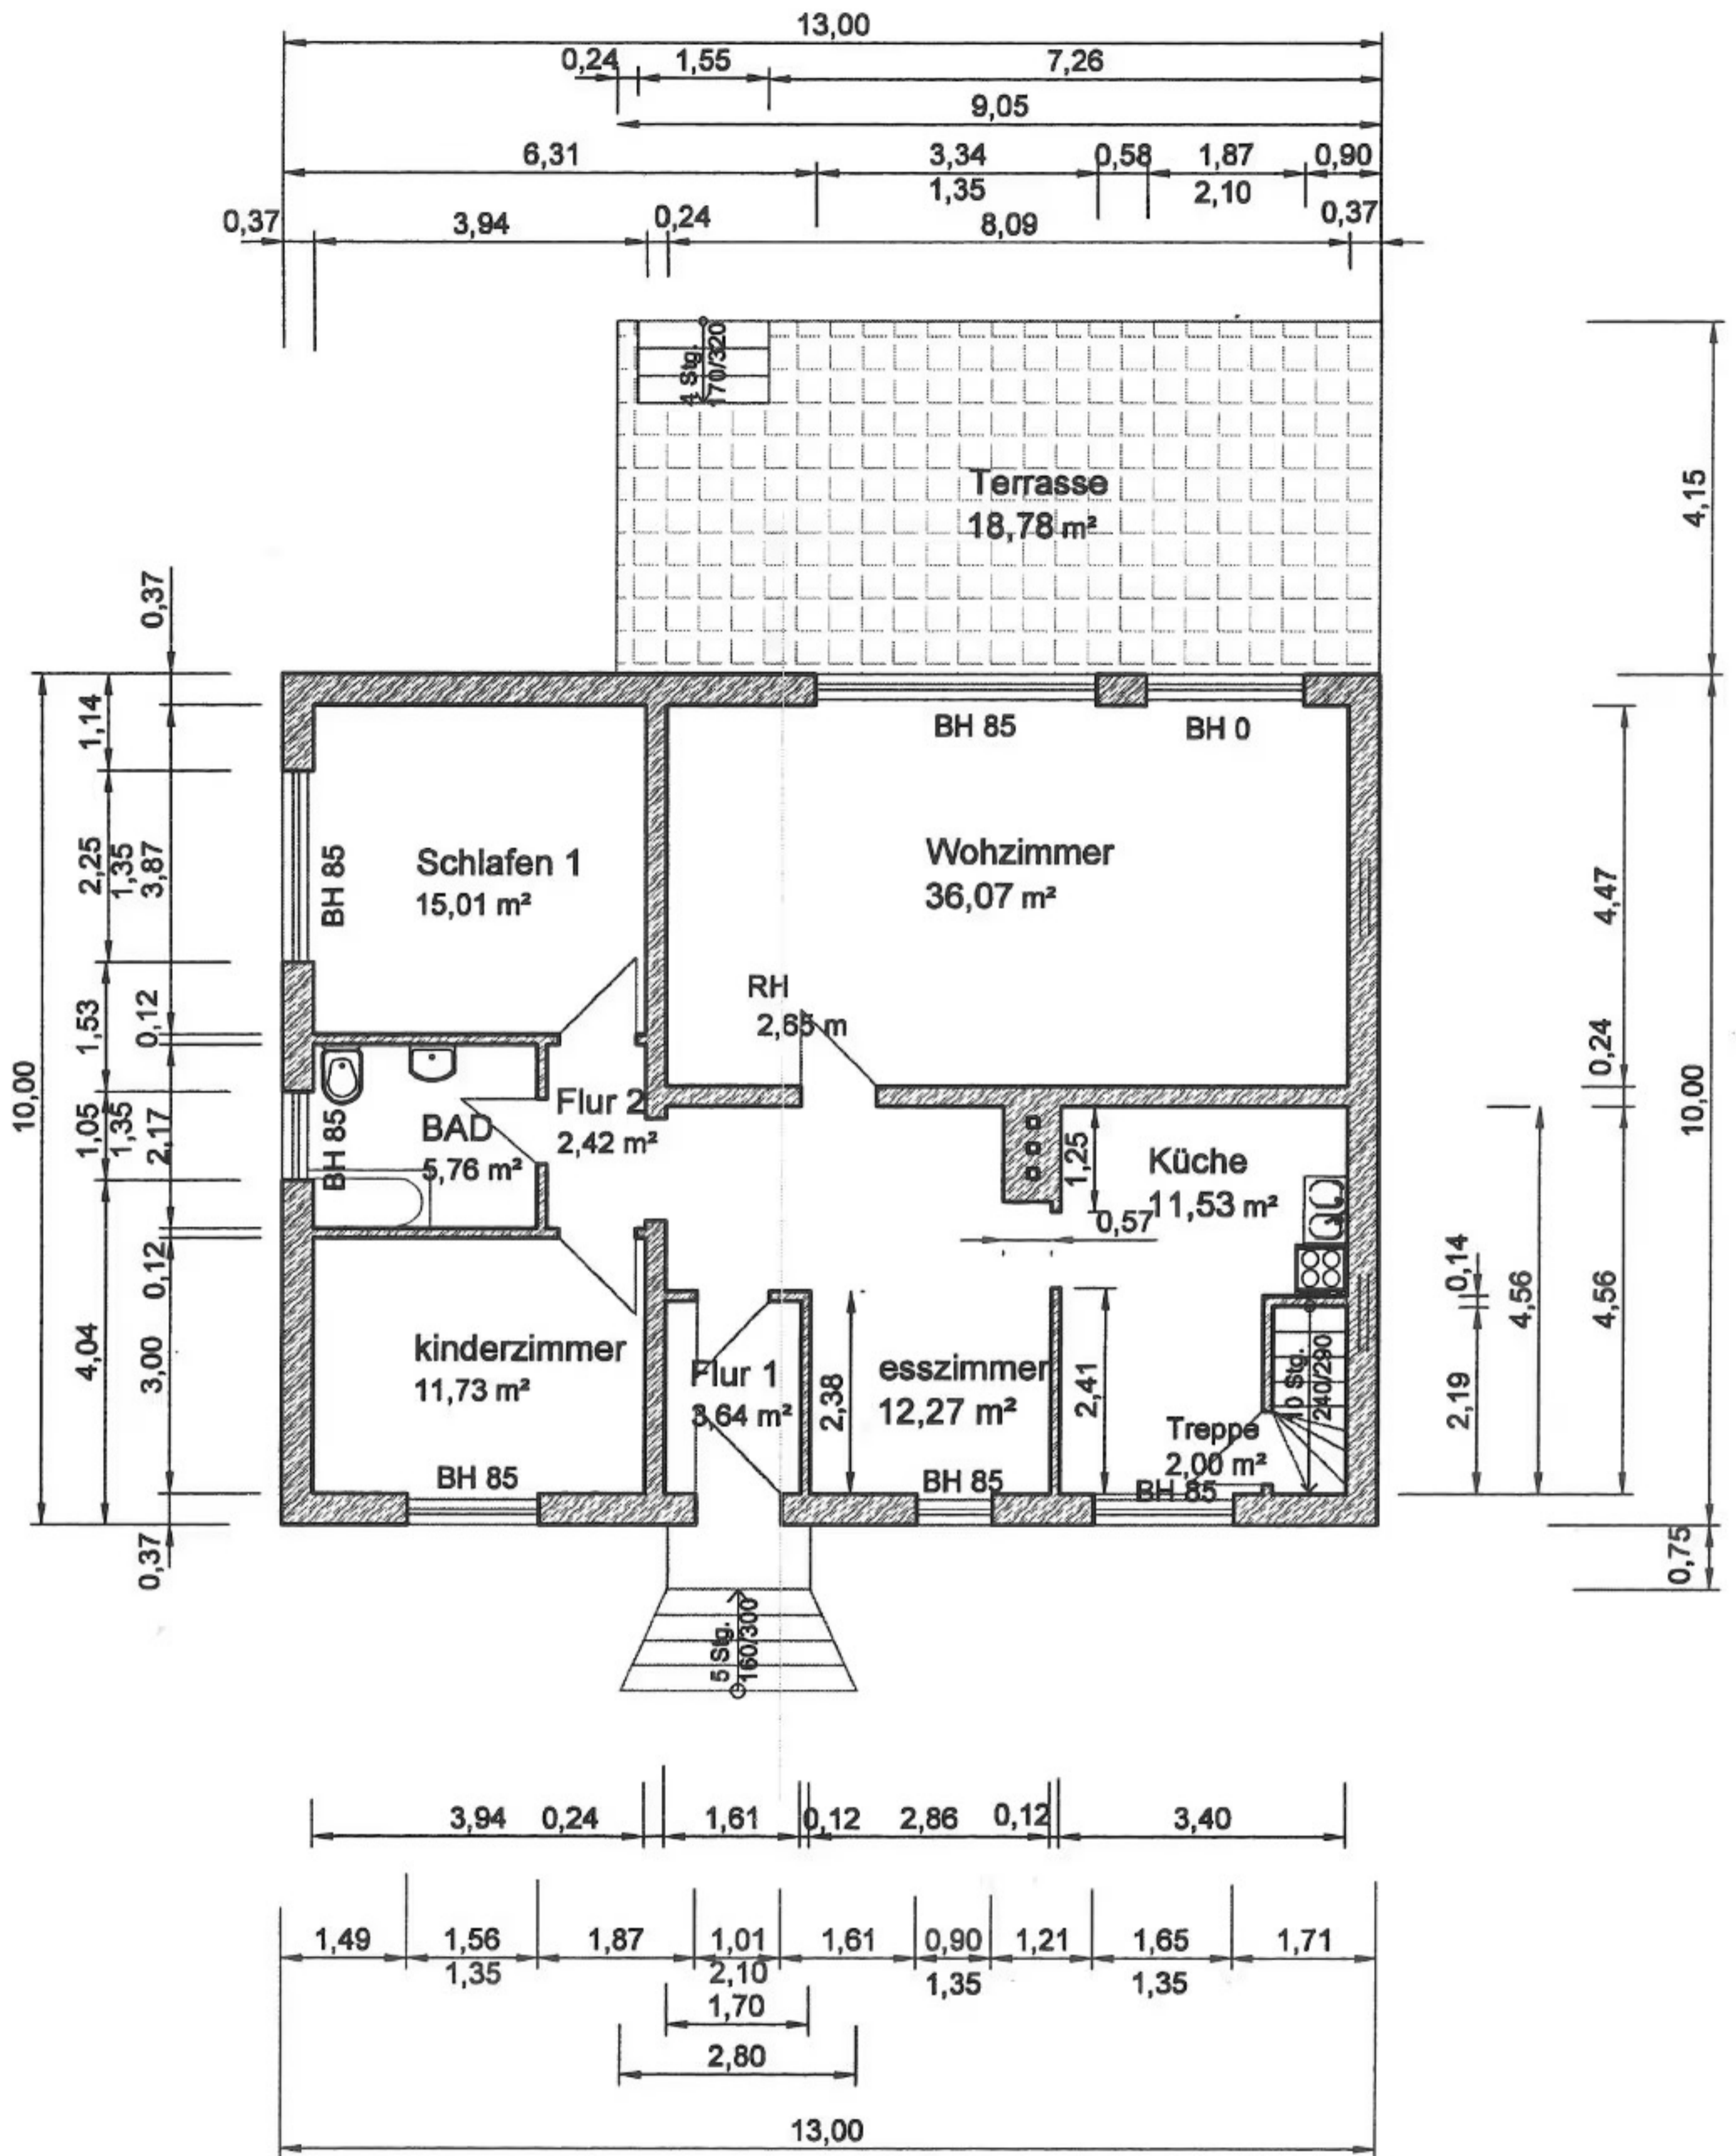 13,00
0,24 1,55 7,26
9,05
6,31 3,34 0,58 1,87 0,90
1,35 2,10
0,37 3,94 0,24 8,09 0,37
4 Stg.
170/320
Terrasse
18,78 m²
4,15
0,37
1,14
2,25
1,35
3,87
1,53
0,12
10,00
1,05
1,35
2,17
0,12
4,04
3,00
0,37
BH 85
BH 0
BH 85
Schlafen 1
15,01 m²
Wohzimmer
36,07 m²
RH
2,65 m
4,47
0,24
10,00
BH 85
BAD
5,76 m²
Flur 2
2,42 m²
1,25
Küche
11,53 m²
0,57
0,14
4,56
4,56
2,19
kinderzimmer
11,73 m²
BH 85
Flur 1
3,64 m²
2,38
esszimmer
12,27 m²
BH 85
2,41
10 Stg.
240/290
Treppe
2,00 m²
BH 85
0,75
5 Stg.
160/300
3,94 0,24 1,61 0,12 2,86 0,12 3,40
1,49 1,56 1,87 1,01 1,61 0,90 1,21 1,65 1,71
1,35 2,10 1,35 1,35
1,70
2,80
13,00